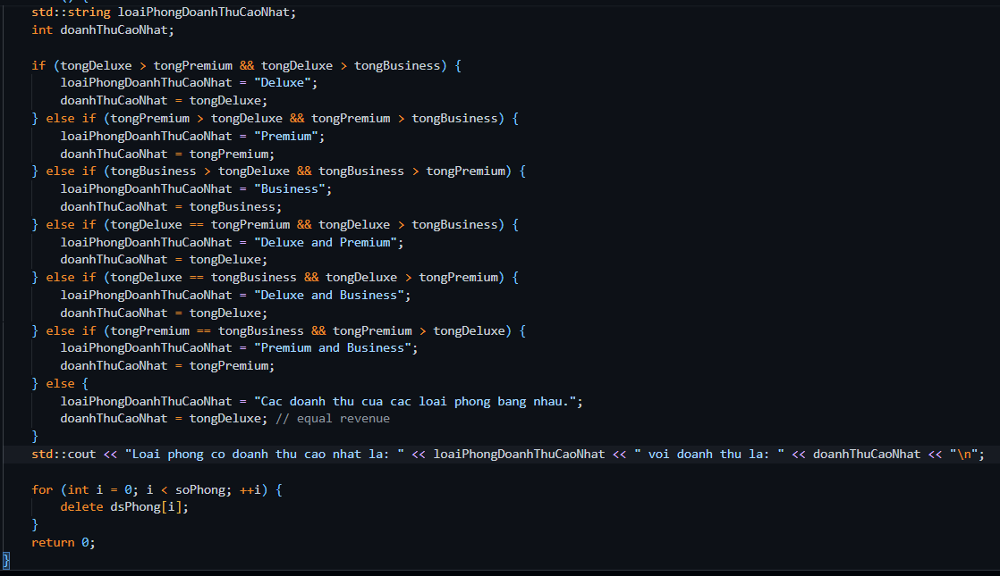 std::string loaiPhongDoanhThuCaoNhat;
int doanhThuCaoNhat;
if (tongDeluxe > tongPremium && tongDeluxe > tongBusiness) {
loaiPhongDoanhThuCaoNhat = "Deluxe";
doanhThuCaoNhat = tongDeluxe;
} else if (tongPremium > tongDeluxe && tongPremium > tongBusiness) {
loaiPhongDoanhThuCaoNhat = "Premium";
doanhThuCaoNhat = tongPremium;
} else if (tongBusiness > tongDeluxe && tongBusiness > tongPremium) {
loaiPhongDoanhThuCaoNhat = "Business";
doanhThuCaoNhat = tongBusiness;
} else if (tongDeluxe == tongPremium && tongDeluxe > tongBusiness) {
loaiPhongDoanhThuCaoNhat = "Deluxe and Premium";
doanhThuCaoNhat = tongDeluxe;
} else if (tongDeluxe == tongBusiness && tongDeluxe > tongPremium) {
loaiPhongDoanhThuCaoNhat = "Deluxe and Business";
doanhThuCaoNhat = tongDeluxe;
} else if (tongPremium == tongBusiness && tongPremium > tongDeluxe) {
loaiPhongDoanhThuCaoNhat = "Premium and Business";
doanhThuCaoNhat = tongPremium;
} else {
loaiPhongDoanhThuCaoNhat = "Cac doanh thu cua cac loai phong bang nhau.";
doanhThuCaoNhat = tongDeluxe; // equal revenue
}
std::cout << "Loai phong co doanh thu cao nhat la: " << loaiPhongDoanhThuCaoNhat << " voi doanh thu la: " << doanhThuCaoNhat << "\n";
for (int i = 0; i < soPhong; ++i) {
delete dsPhong[i];
}
return 0;
}